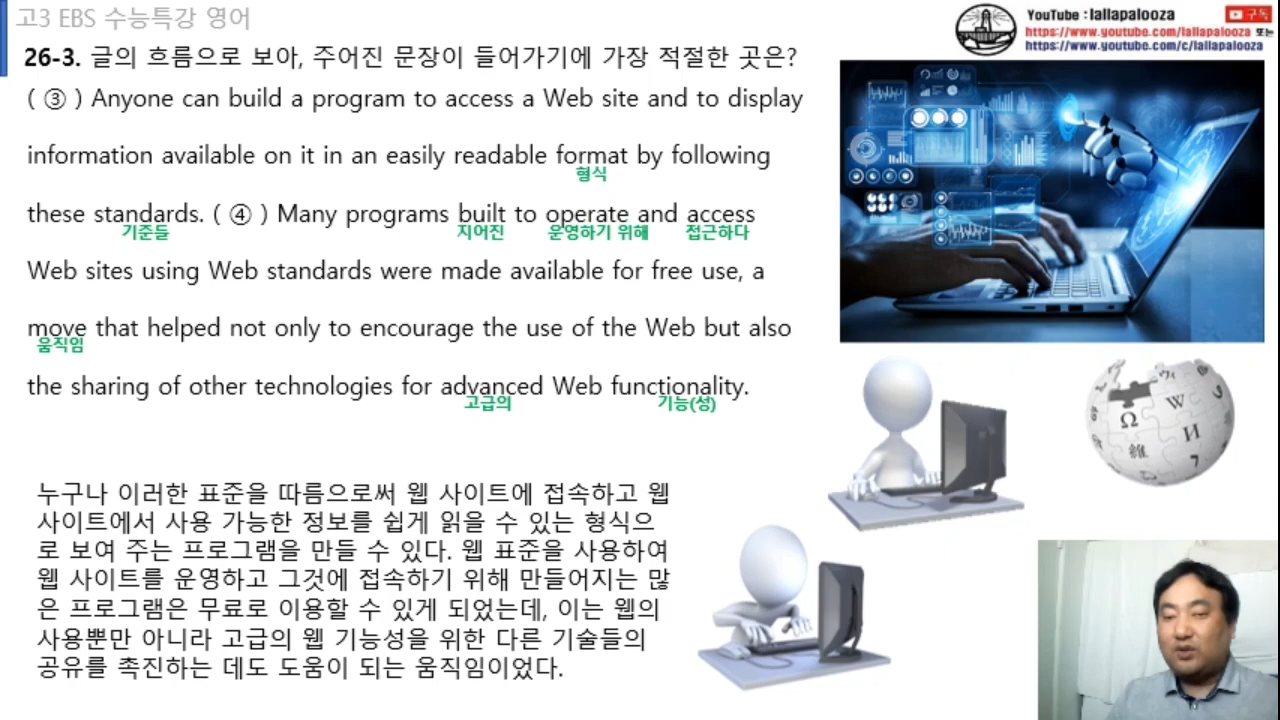 고3 EBS 수능특강 영어
YouTube : lallapalooza
구독
https://www.youtube.com/lallapalooza 또는
https://www.youtube.com/c/lallapalooza
26-3. 글의 흐름으로 보아, 주어진 문장이 들어가기에 가장 적절한 곳은?
( ③ ) Anyone can build a program to access a Web site and to display
information available on it in an easily readable format by following
형식
these standards. ( ④ ) Many programs built to operate and access
기준들 지어진 운영하기 위해 접근하다
Web sites using Web standards were made available for free use, a
move that helped not only to encourage the use of the Web but also
움직임
the sharing of other technologies for advanced Web functionality.
고급의 기능(성)
Ω W И 維 7
누구나 이러한 표준을 따름으로써 웹 사이트에 접속하고 웹
사이트에서 사용 가능한 정보를 쉽게 읽을 수 있는 형식으
로 보여 주는 프로그램을 만들 수 있다. 웹 표준을 사용하여
웹 사이트를 운영하고 그것에 접속하기 위해 만들어지는 많
은 프로그램은 무료로 이용할 수 있게 되었는데, 이는 웹의
사용뿐만 아니라 고급의 웹 기능성을 위한 다른 기술들의
공유를 촉진하는 데도 도움이 되는 움직임이었다.